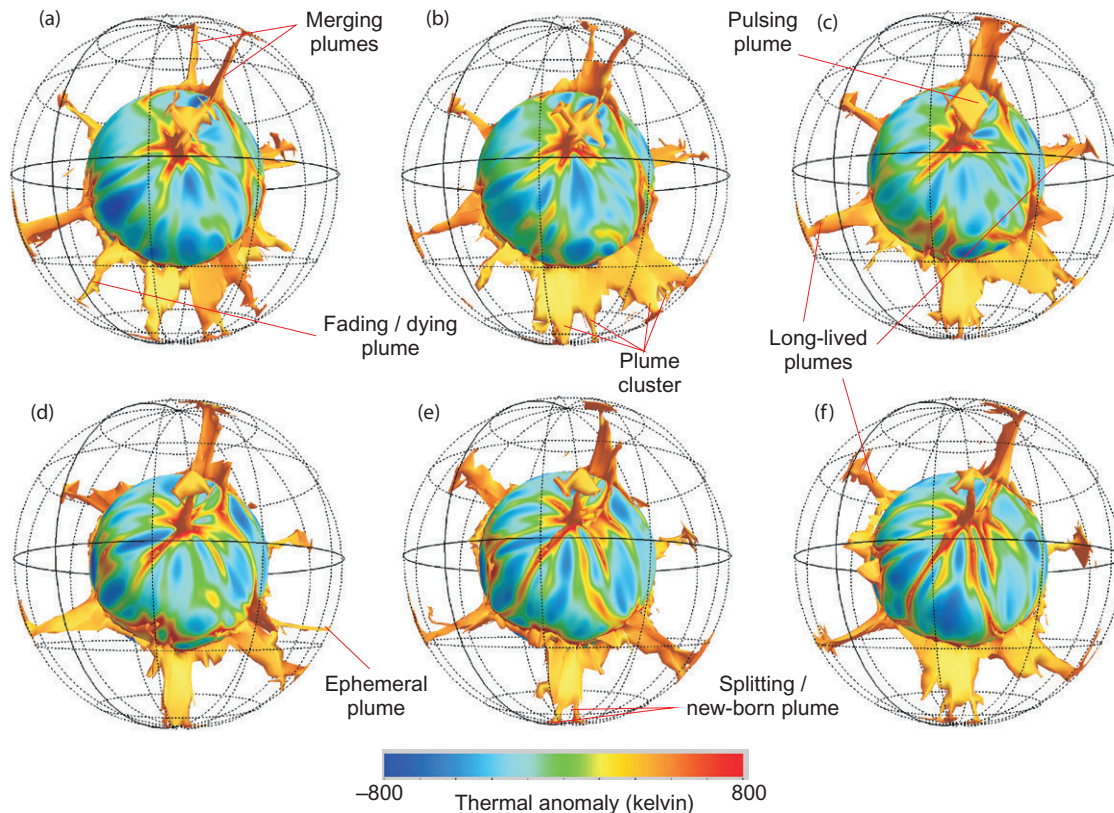 (a)
Merging
plumes
(b)
Pulsing
plume
(c)
Fading / dying
plume
Plume
cluster
Long-lived
plumes
(d)
(e)
(f)
Ephemeral
plume
Splitting /
new-born plume
–800
Thermal anomaly (kelvin)
800